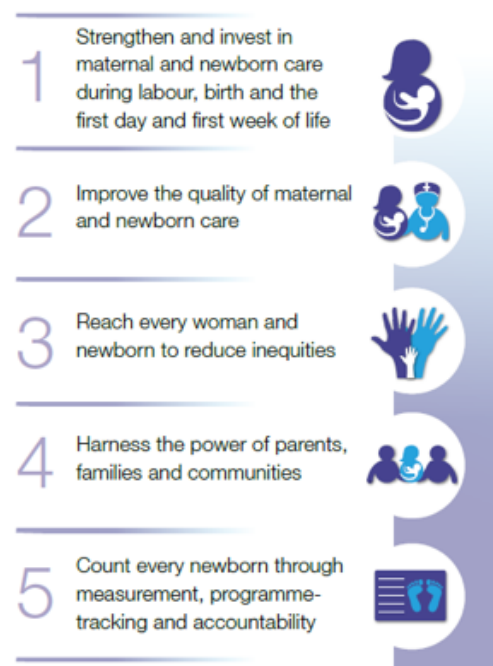 1
Strengthen and invest in
maternal and newborn care
during labour, birth and the
first day and first week of life
2
Improve the quality of maternal
and newborn care
3
Reach every woman and
newborn to reduce inequities
4
Harness the power of parents,
families and communities
5
Count every newborn through
measurement, programme-
tracking and accountability